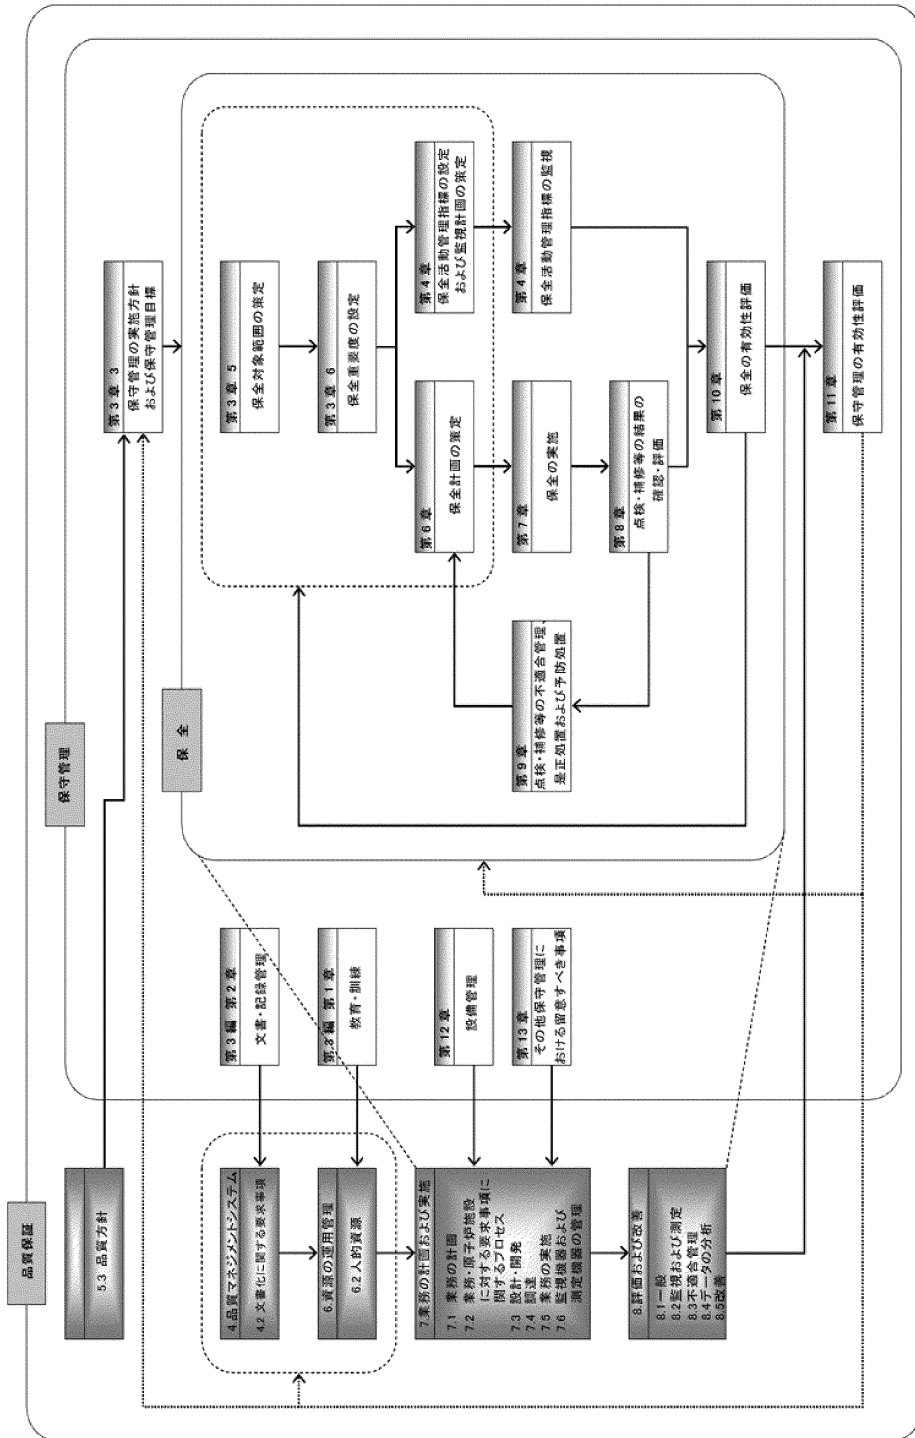 品質保証
5.3 品質方針
4.品質マネジメントシステム
4.2 文書化に関する要求事項
6.資源の運用管理
6.2 人的資源
7.業務の計画および実施
7.1 業務の計画
7.2 業務・原子炉施設
に対する要求事項に
関するプロセス
7.3 設計・開発
7.4 調達
7.5 業務の実施
7.6 監視機器および
測定機器の管理
8.評価および改善
8.1一般
8.2監視および測定
8.3不適合管理
8.4データの分析
8.5改善
保守管理
第3編 第2章
文書・記録管理
第3編 第1章
教育・訓練
第12章
設備管理
第13章
その他保守管理に
おける留意すべき事項
第3章 3
保守管理の実施方針
および保守管理目標
保全
第3章 5
保全対象範囲の策定
第3章 6
保全重要度の設定
第6章
保全計画の策定
第4章
保全活動管理指標の設定
および監視計画の策定
第7章
保全の実施
第4章
保全活動管理指標の監視
第8章
点検・補修等の結果の
確認・評価
第9章
点検・補修等の不適合管理、
是正処置および予防処置
第10章
保全の有効性評価
第11章
保守管理の有効性評価